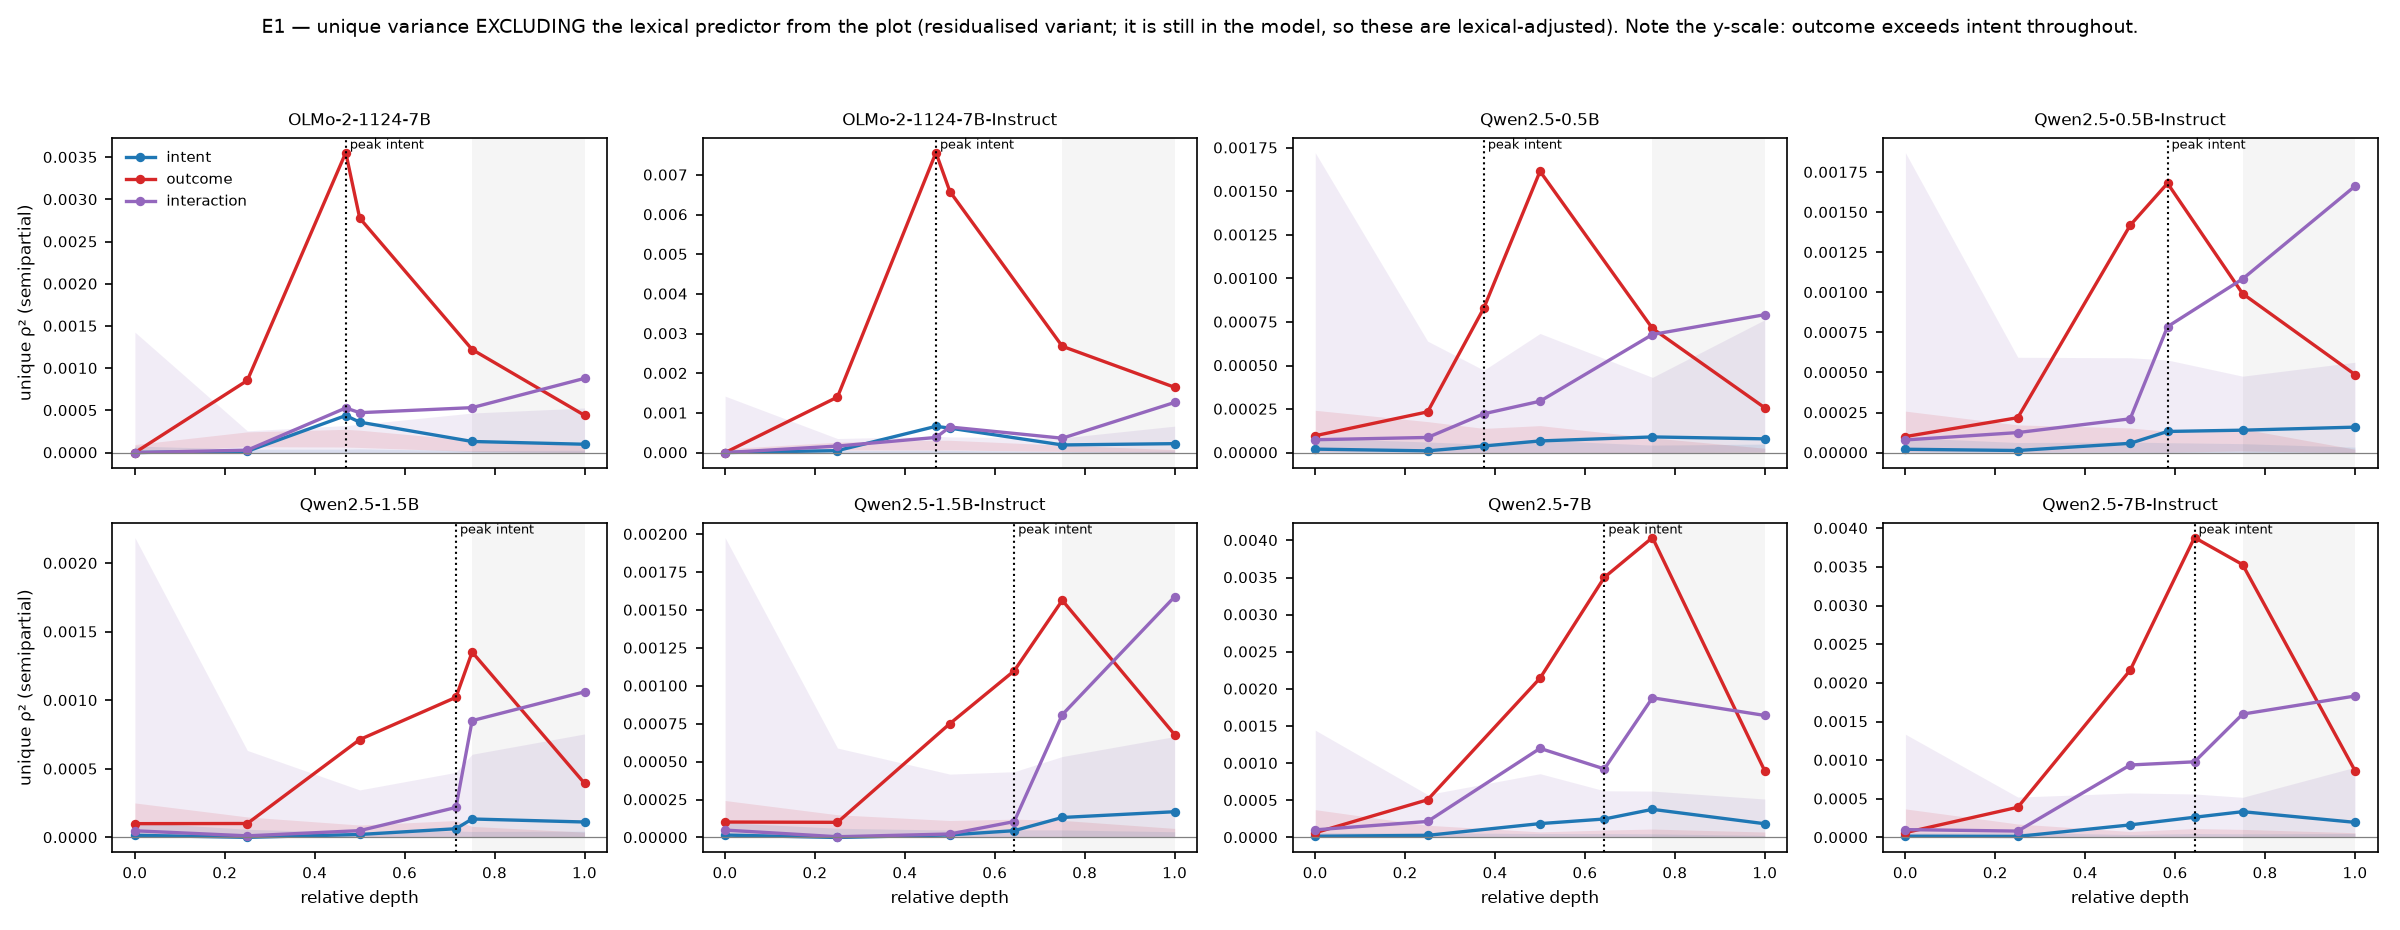 E1 — unique variance EXCLUDING the lexical predictor from the plot (residualised variant; it is still in the model, so these are lexical-adjusted). Note the y-scale: outcome exceeds intent throughout.
OLMo-2-1124-7B
peak intent
intent
outcome
interaction
unique ρ² (semipartial)
0.0035
0.0030
0.0025
0.0020
0.0015
0.0010
0.0005
0.0000
OLMo-2-1124-7B-Instruct
peak intent
0.007
0.006
0.005
0.004
0.003
0.002
0.001
0.000
Qwen2.5-0.5B
peak intent
0.00175
0.00150
0.00125
0.00100
0.00075
0.00050
0.00025
0.00000
Qwen2.5-0.5B-Instruct
peak intent
0.00175
0.00150
0.00125
0.00100
0.00075
0.00050
0.00025
0.00000
Qwen2.5-1.5B
peak intent
unique ρ² (semipartial)
0.0020
0.0015
0.0010
0.0005
0.0000
0.0 0.2 0.4 0.6 0.8 1.0
relative depth
Qwen2.5-1.5B-Instruct
peak intent
0.00200
0.00175
0.00150
0.00125
0.00100
0.00075
0.00050
0.00025
0.00000
0.0 0.2 0.4 0.6 0.8 1.0
relative depth
Qwen2.5-7B
peak intent
0.0040
0.0035
0.0030
0.0025
0.0020
0.0015
0.0010
0.0005
0.0000
0.0 0.2 0.4 0.6 0.8 1.0
relative depth
Qwen2.5-7B-Instruct
peak intent
0.0040
0.0035
0.0030
0.0025
0.0020
0.0015
0.0010
0.0005
0.0000
0.0 0.2 0.4 0.6 0.8 1.0
relative depth